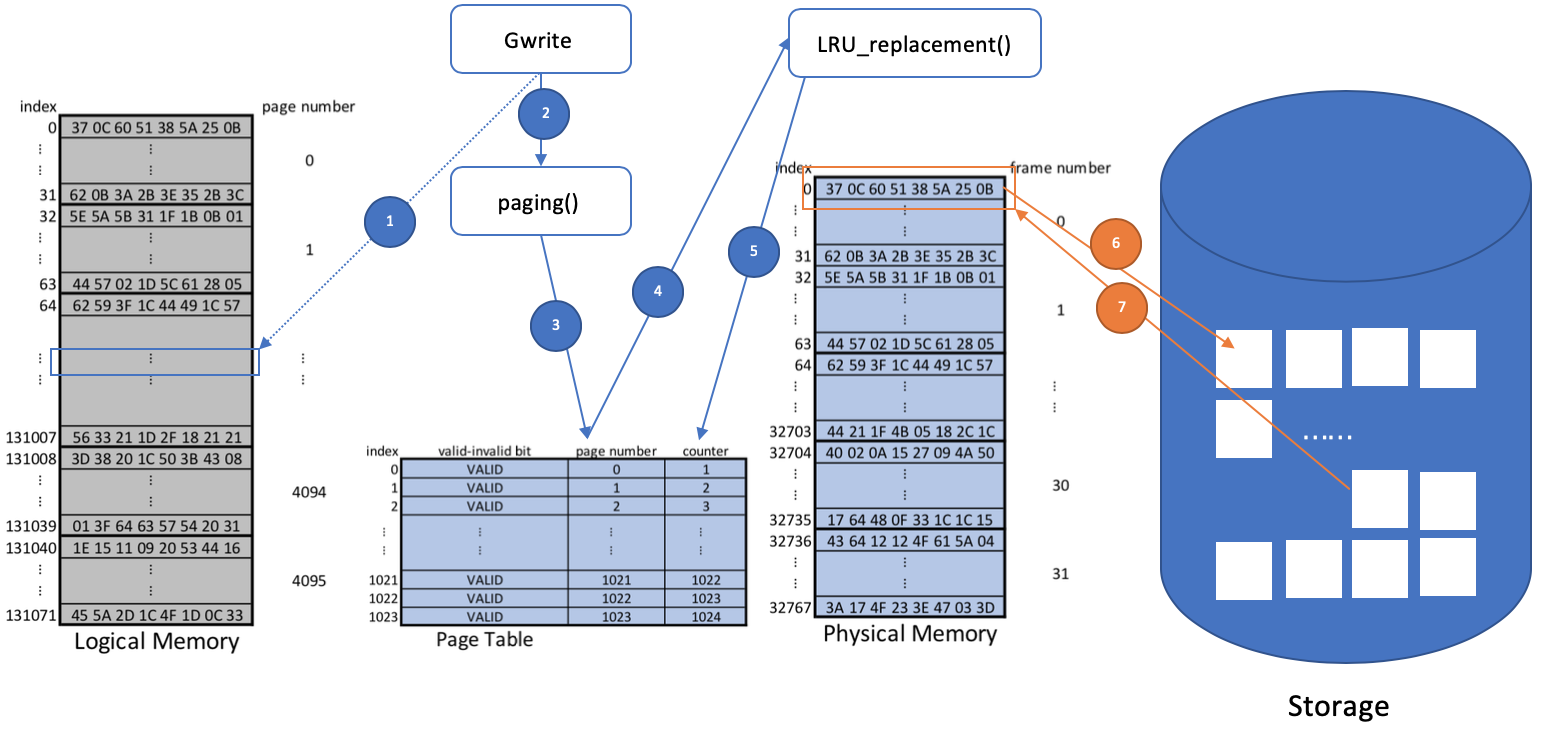 Gwrite
LRU_replacement()
2
paging()
1
3
4
5
6
7
index page number
0 37 0C 60 51 38 5A 25 0B
⋮ ⋮ 0
⋮ ⋮
31 62 0B 3A 2B 3E 35 2B 3C
32 5E 5A 5B 31 1F 1B 0B 01
⋮ ⋮ 1
⋮ ⋮
63 44 57 02 1D 5C 61 28 05
64 62 59 3F 1C 44 49 1C 57
⋮ ⋮ ⋮
⋮ ⋮ ⋮
131007 56 33 21 1D 2F 18 21 21
131008 3D 38 20 1C 50 3B 43 08
⋮ ⋮ 4094
⋮ ⋮
131039 01 3F 64 63 57 54 20 31
131040 1E 15 11 09 20 53 44 16
⋮ ⋮ 4095
⋮ ⋮
131071 45 5A 2D 1C 4F 1D 0C 33
Logical Memory
index valid-invalid bit page number counter
0 VALID 0 1
1 VALID 1 2
2 VALID 2 3
⋮ ⋮ ⋮ ⋮
⋮ ⋮ ⋮ ⋮
1021 VALID 1021 1022
1022 VALID 1022 1023
1023 VALID 1023 1024
Page Table
index frame number
0 37 0C 60 51 38 5A 25 0B
⋮ ⋮ 0
⋮ ⋮
31 62 0B 3A 2B 3E 35 2B 3C
32 5E 5A 5B 31 1F 1B 0B 01
⋮ ⋮ 1
⋮ ⋮
63 44 57 02 1D 5C 61 28 05
64 62 59 3F 1C 44 49 1C 57
⋮ ⋮ ⋮
⋮ ⋮ ⋮
32703 44 21 1F 4B 05 18 2C 1C
32704 40 02 0A 15 27 09 4A 50
⋮ ⋮ 30
⋮ ⋮
32735 17 64 48 0F 33 1C 1C 15
32736 43 64 12 12 4F 61 5A 04
⋮ ⋮ 31
⋮ ⋮
32767 3A 17 4F 23 3E 47 03 3D
Physical Memory
......
Storage